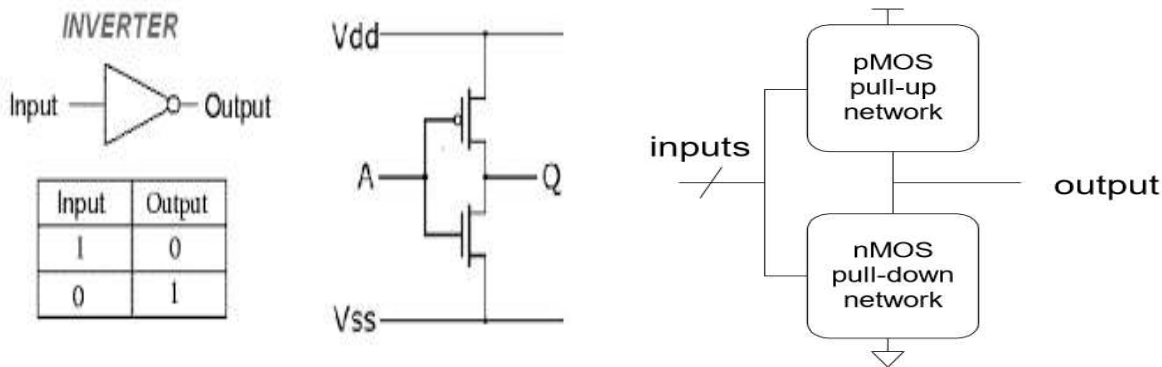 INVERTER
Input
Output
Input Output
1 0
0 1
Vdd
A
Q
Vss
pMOS
pull-up
network
inputs
output
nMOS
pull-down
network